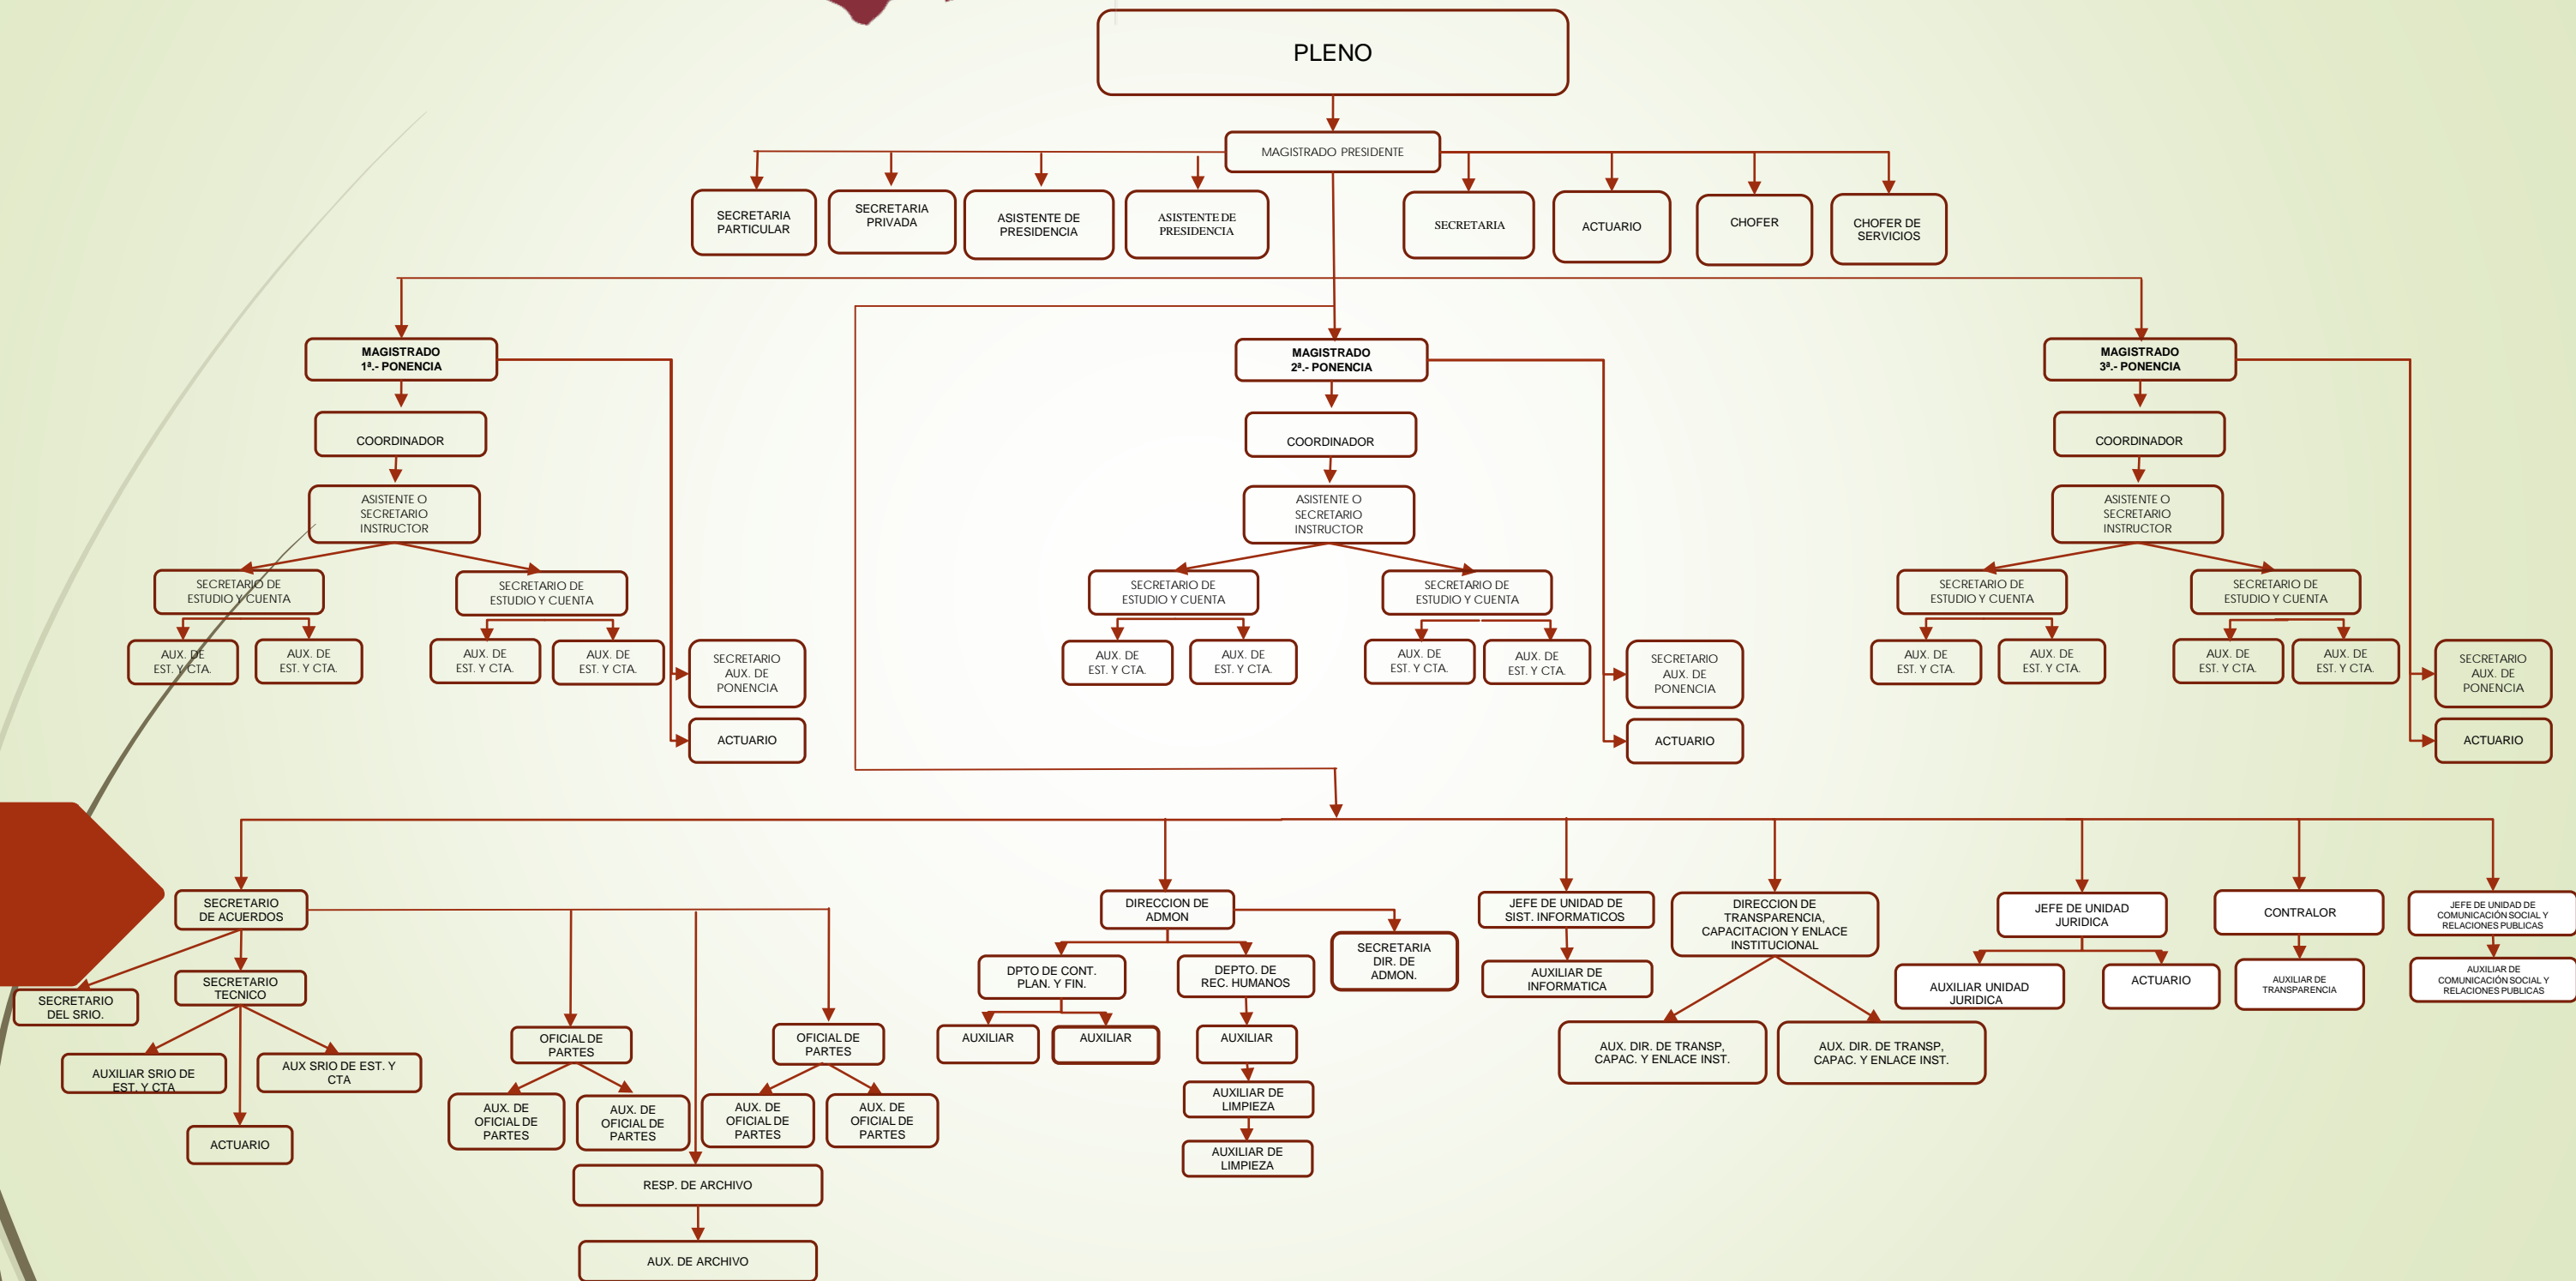 PLENO
MAGISTRADO PRESIDENTE
SECRETARIA
PARTICULAR
SECRETARIA
PRIVADA
ASISTENTE DE
PRESIDENCIA
ASISTENTE DE
PRESIDENCIA
SECRETARIA
ACTUARIO
CHOFER
CHOFER DE
SERVICIOS
MAGISTRADO
1ª.- PONENCIA
COORDINADOR
ASISTENTE O
SECRETARIO
INSTRUCTOR
SECRETARIO DE
ESTUDIO Y CUENTA
SECRETARIO DE
ESTUDIO Y CUENTA
AUX. DE
EST. Y CTA.
AUX. DE
EST. Y CTA.
AUX. DE
EST. Y CTA.
AUX. DE
EST. Y CTA.
SECRETARIO
AUX. DE
PONENCIA
ACTUARIO
MAGISTRADO
2ª.- PONENCIA
COORDINADOR
ASISTENTE O
SECRETARIO
INSTRUCTOR
SECRETARIO DE
ESTUDIO Y CUENTA
SECRETARIO DE
ESTUDIO Y CUENTA
AUX. DE
EST. Y CTA.
AUX. DE
EST. Y CTA.
AUX. DE
EST. Y CTA.
AUX. DE
EST. Y CTA.
SECRETARIO
AUX. DE
PONENCIA
ACTUARIO
MAGISTRADO
3ª.- PONENCIA
COORDINADOR
ASISTENTE O
SECRETARIO
INSTRUCTOR
SECRETARIO DE
ESTUDIO Y CUENTA
SECRETARIO DE
ESTUDIO Y CUENTA
AUX. DE
EST. Y CTA.
AUX. DE
EST. Y CTA.
AUX. DE
EST. Y CTA.
AUX. DE
EST. Y CTA.
SECRETARIO
AUX. DE
PONENCIA
ACTUARIO
SECRETARIO
DE ACUERDOS
SECRETARIO
DEL SRIO.
SECRETARIO
TECNICO
AUXILIAR SRIO DE
EST. Y CTA
AUX SRIO DE EST. Y
CTA
ACTUARIO
OFICIAL DE
PARTES
AUX. DE
OFICIAL DE
PARTES
AUX. DE
OFICIAL DE
PARTES
OFICIAL DE
PARTES
AUX. DE
OFICIAL DE
PARTES
AUX. DE
OFICIAL DE
PARTES
RESP. DE ARCHIVO
AUX. DE ARCHIVO
DIRECCION DE
ADMON
SECRETARIA
DIR. DE
ADMON.
DPTO DE CONT.
PLAN. Y FIN.
AUXILIAR
AUXILIAR
DEPTO. DE
REC. HUMANOS
AUXILIAR
AUXILIAR DE
LIMPIEZA
AUXILIAR DE
LIMPIEZA
JEFE DE UNIDAD DE
SIST. INFORMATICOS
AUXILIAR DE
INFORMATICA
DIRECCION DE
TRANSPARENCIA,
CAPACITACION Y ENLACE
INSTITUCIONAL
AUX. DIR. DE TRANSP,
CAPAC. Y ENLACE INST.
AUX. DIR. DE TRANSP,
CAPAC. Y ENLACE INST.
JEFE DE UNIDAD
JURIDICA
AUXILIAR UNIDAD
JURIDICA
ACTUARIO
CONTRALOR
AUXILIAR DE
TRANSPARENCIA
JEFE DE UNIDAD DE
COMUNICACIÓN SOCIAL Y
RELACIONES PUBLICAS
AUXILIAR DE
COMUNICACIÓN SOCIAL Y
RELACIONES PUBLICAS